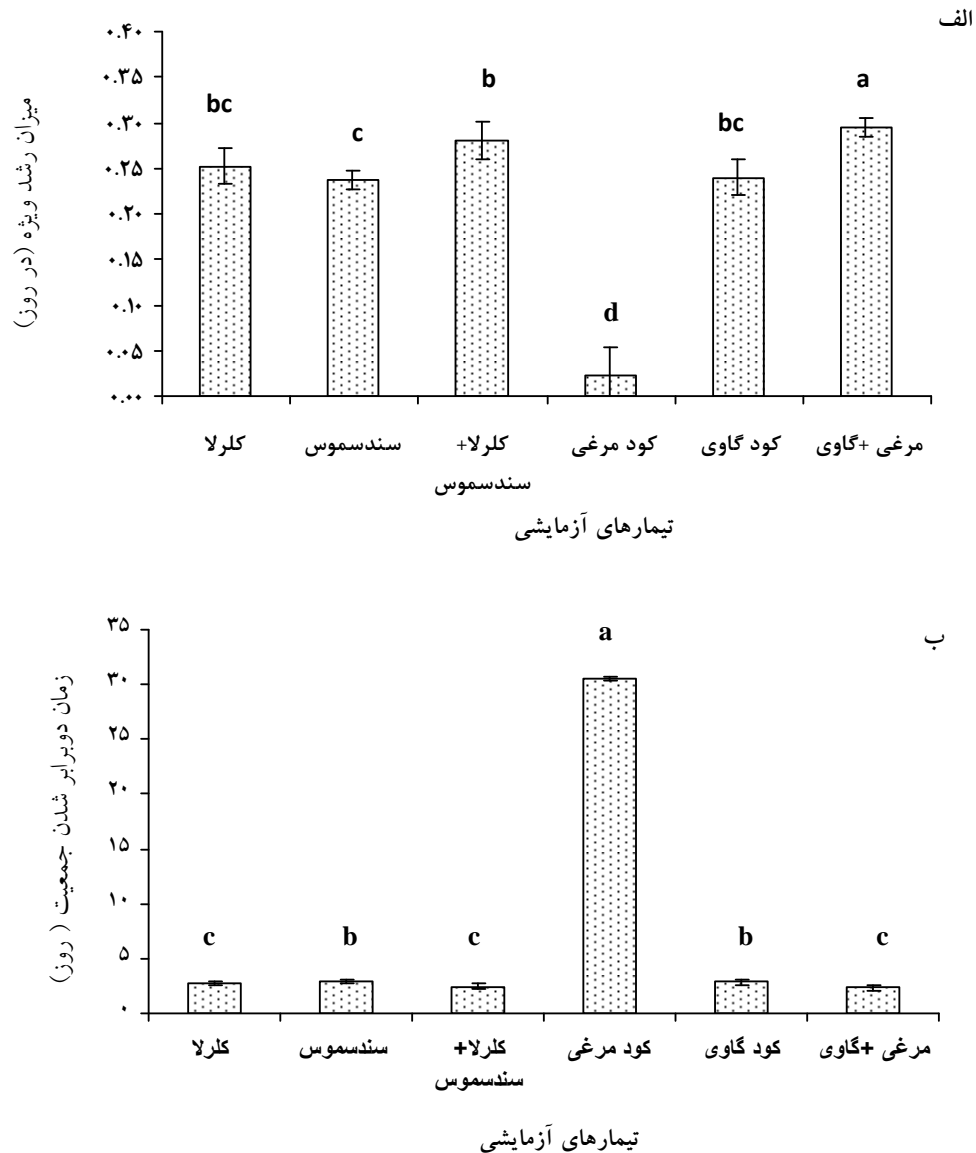 الف
میزان رشد ویژه (در روز)
۰.۴۰
۰.۳۵
۰.۳۰
۰.۲۵
۰.۲۰
۰.۱۵
۰.۱۰
۰.۰۵
۰.۰۰
bc
c
b
d
bc
a
کلرلا
سندسموس
کلرلا+
سندسموس
کود مرغی
کود گاوی
مرغی +گاوی
تیمارهای آزمایشی
ب
زمان دوبرابر شدن جمعیت ( روز)
۳۵
۳۰
۲۵
۲۰
۱۵
۱۰
۵
۰
c
b
c
a
b
c
کلرلا
سندسموس
کلرلا+
سندسموس
کود مرغی
کود گاوی
مرغی +گاوی
تیمارهای آزمایشی